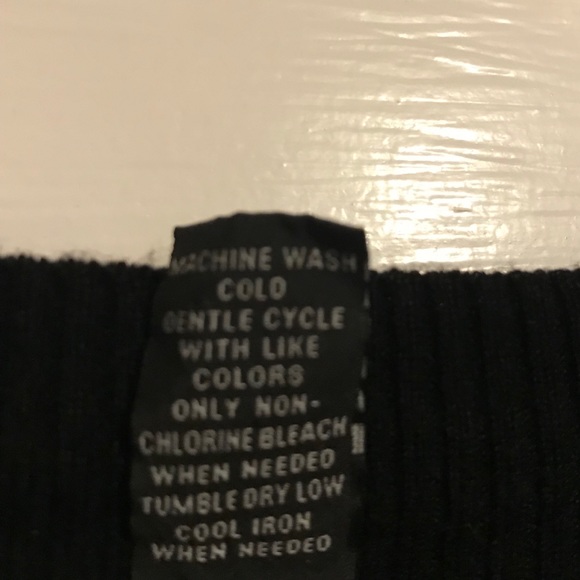 MACHINE WASH
COLD
GENTLE CYCLE
WITH LIKE
COLORS
ONLY NON-
CHLORINE BLEACH
WHEN NEEDED
TUMBLE DRY LOW
COOL IRON
WHEN NEEDED